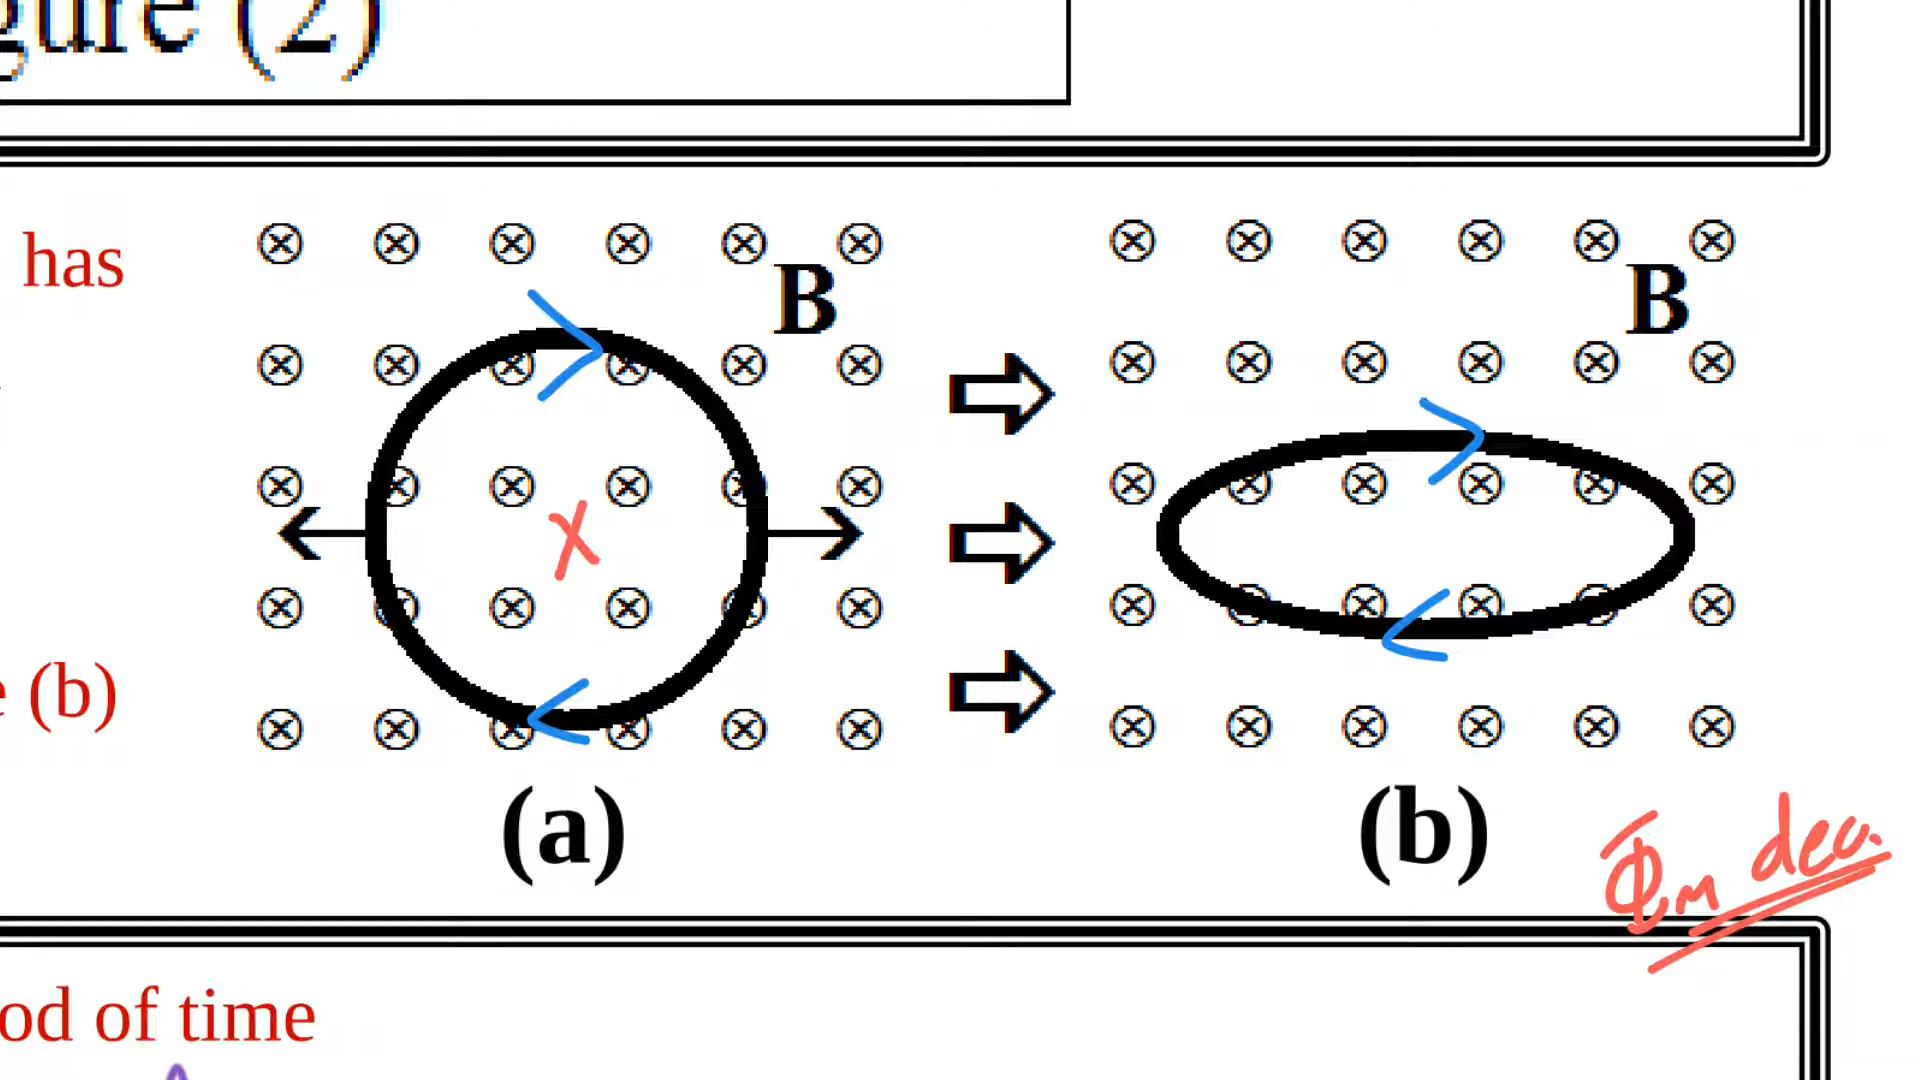 gure (2)
has
B
B
e (b)
(a)
(b)
Φm dec.
od of time